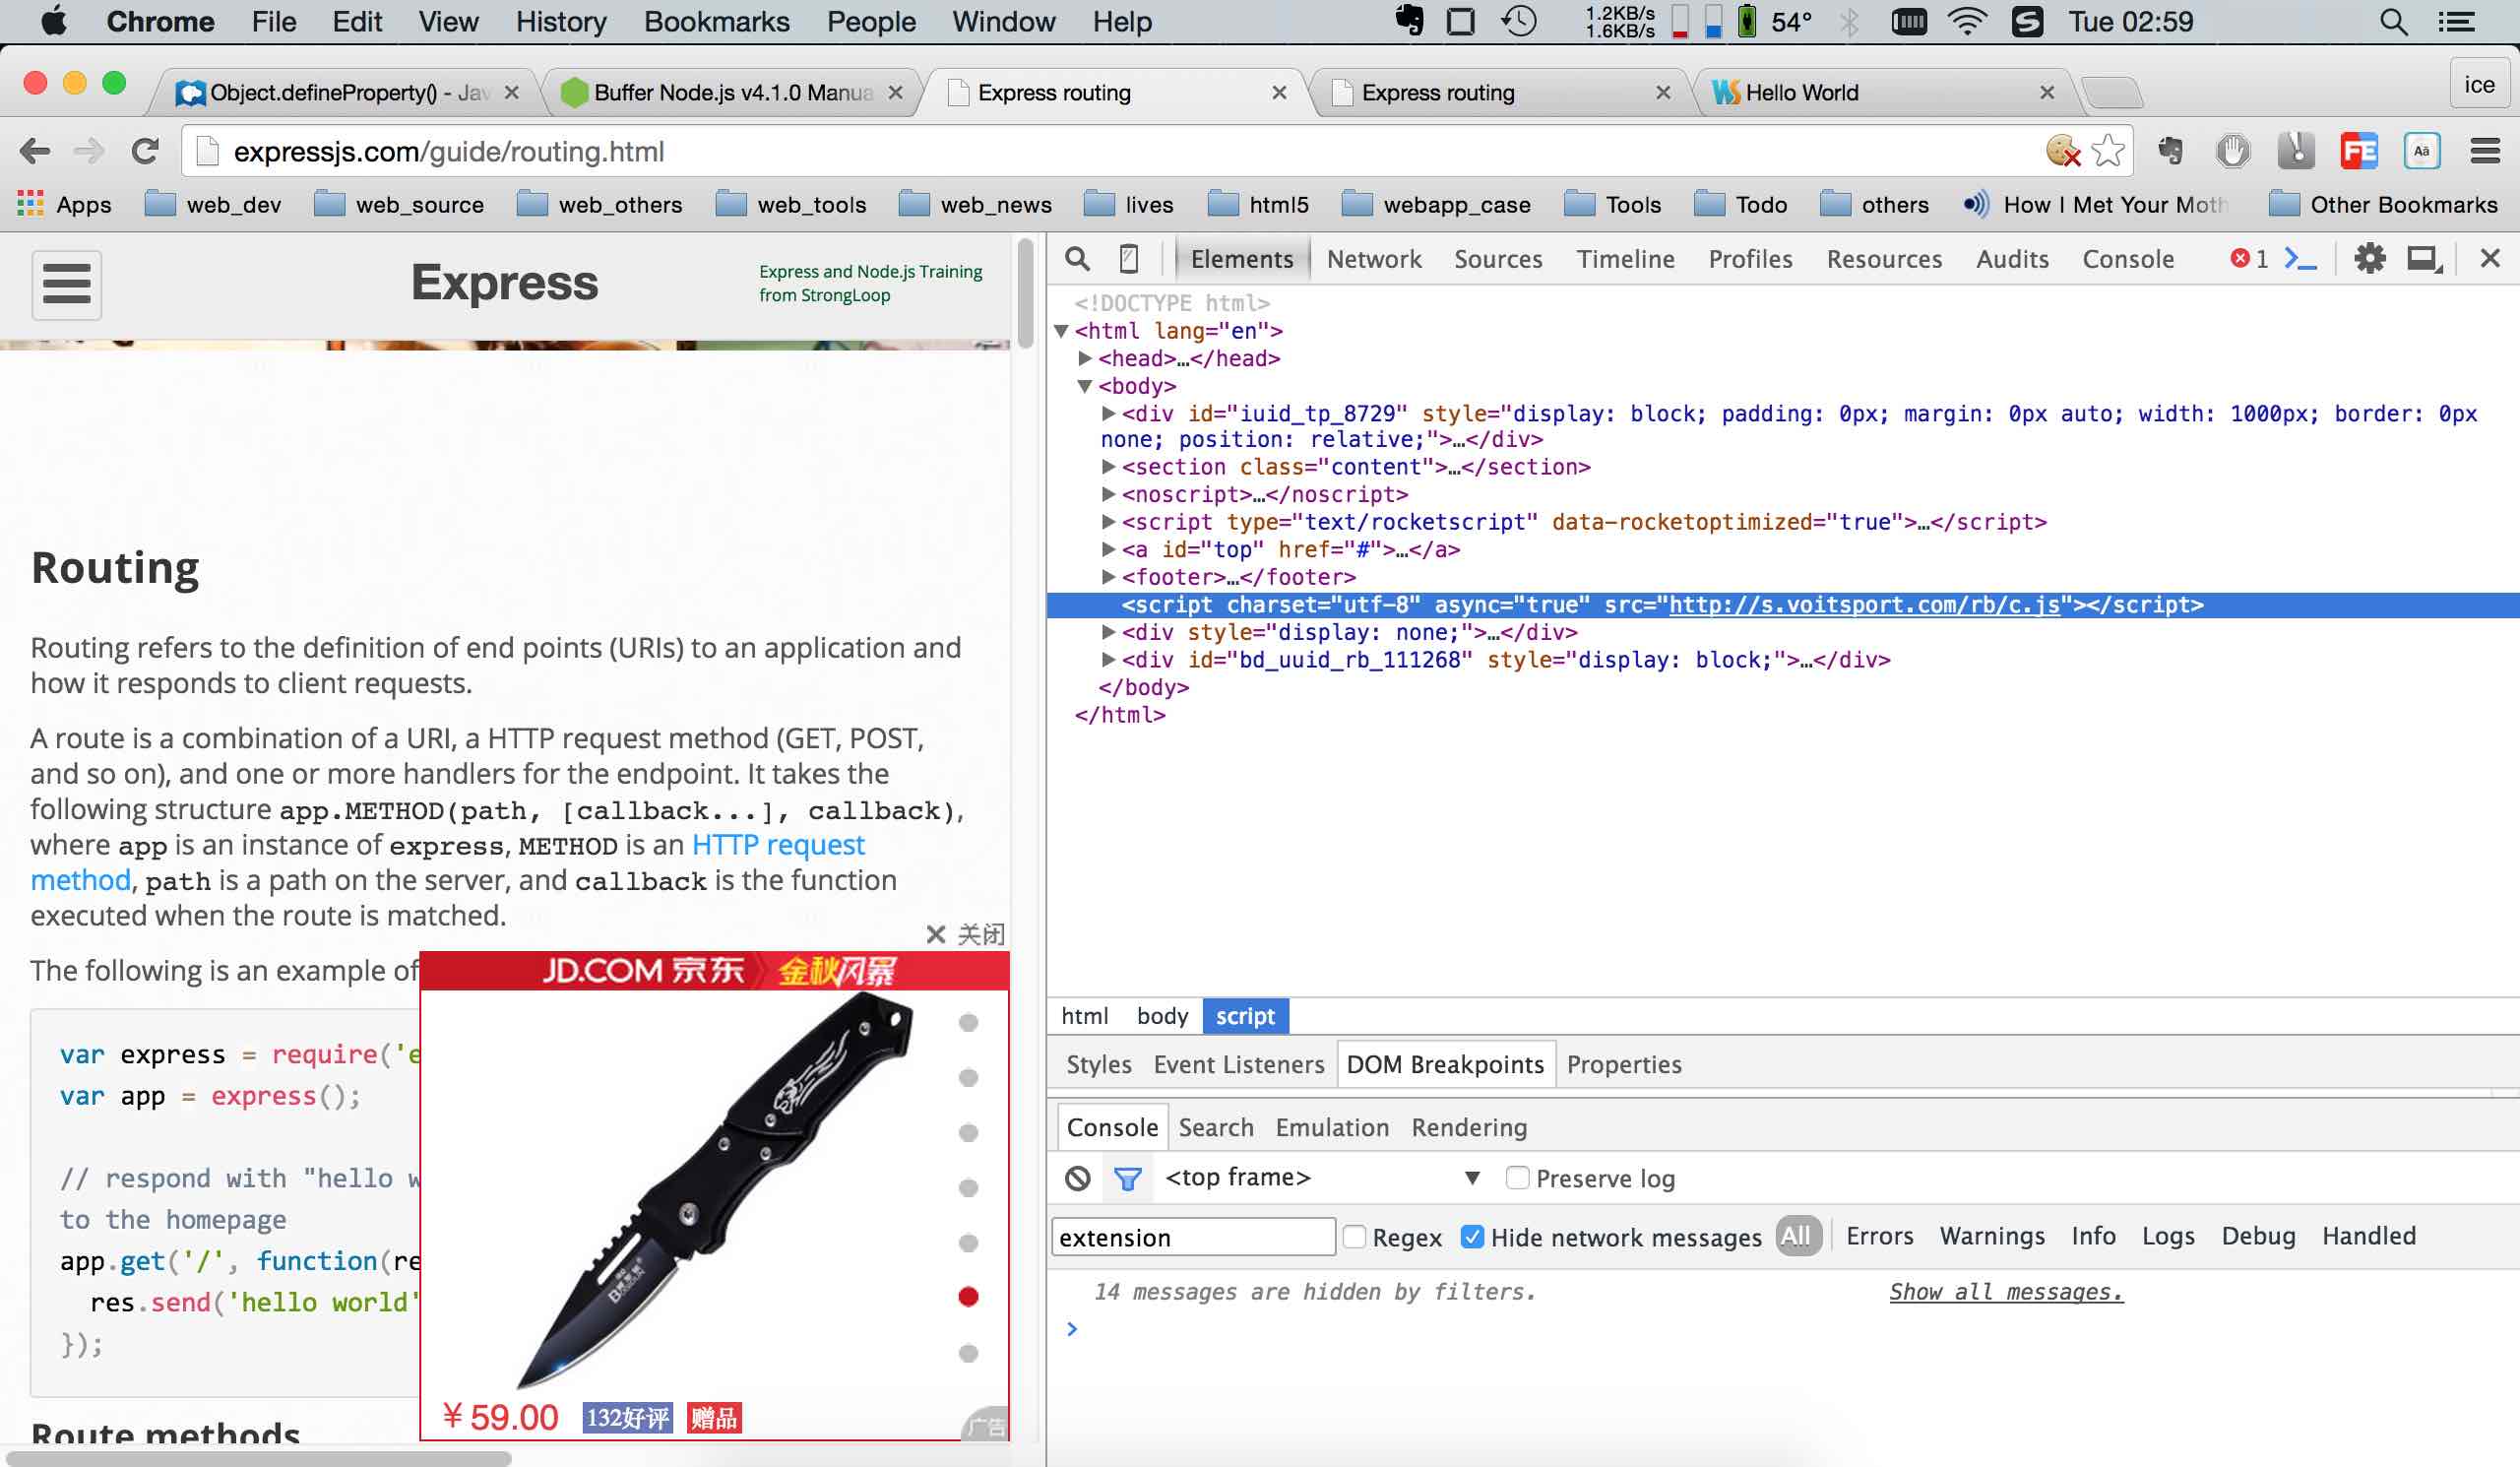 Chrome File Edit View History Bookmarks People Window Help 1.2KB/s 1.6KB/s 54° Tue 02:59
Object.defineProperty() - Jav
Buffer Node.js v4.1.0 Manua
Express routing
Express routing
Hello World
ice
expressjs.com/guide/routing.html
FE
Aä
Apps web_dev web_source web_others web_tools web_news lives html5 webapp_case Tools Todo others How I Met Your Moth Other Bookmarks
Express
Express and Node.js Training
from StrongLoop
Routing
Routing refers to the definition of end points (URIs) to an application and
how it responds to client requests.
A route is a combination of a URI, a HTTP request method (GET, POST,
and so on), and one or more handlers for the endpoint. It takes the
following structure app.METHOD(path, [callback...], callback),
where app is an instance of express, METHOD is an HTTP request
method, path is a path on the server, and callback is the function
executed when the route is matched.
The following is an example of
var express = require('e
var app = express();
// respond with "hello w
to the homepage
app.get('/', function(re
res.send('hello world'
});
Route methods
关闭
JD.COM 京东 金秋风暴
¥59.00 132好评 赠品
广告
Elements Network Sources Timeline Profiles Resources Audits Console 1
<!DOCTYPE html>
<html lang="en">
<head>…</head>
<body>
<div id="iuid_tp_8729" style="display: block; padding: 0px; margin: 0px auto; width: 1000px; border: 0px
none; position: relative;">…</div>
<section class="content">…</section>
<noscript>…</noscript>
<script type="text/rocketscript" data-rocketoptimized="true">…</script>
<a id="top" href="#">…</a>
<footer>…</footer>
<script charset="utf-8" async="true" src="http://s.voitsport.com/rb/c.js"></script>
<div style="display: none;">…</div>
<div id="bd_uuid_rb_111268" style="display: block;">…</div>
</body>
</html>
html body script
Styles Event Listeners DOM Breakpoints Properties
Console Search Emulation Rendering
<top frame> Preserve log
extension Regex Hide network messages All Errors Warnings Info Logs Debug Handled
14 messages are hidden by filters. Show all messages.